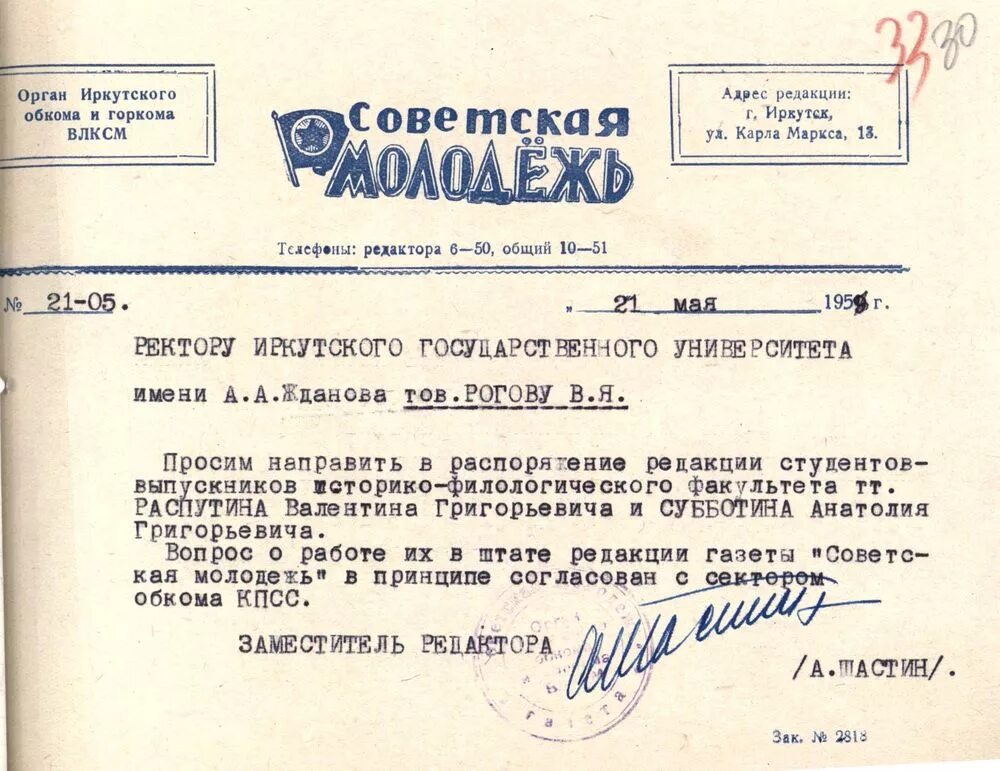 33 30
Орган Иркутского
обкома и горкома
ВЛКСМ
Советская
МОЛОДЁЖЬ
Адрес редакции:
г. Иркутск,
ул. Карла Маркса, 13.
Телефоны: редактора 6—50, общий 10—51
№ 21-05.
„ 21 мая 1959 г.
РЕКТОРУ ИРКУТСКОГО ГОСУДАРСТВЕННОГО УНИВЕРСИТЕТА
имени А.А.Жданова тов.РОГОВУ В.Я.
Просим направить в распоряжение редакции студентов-
выпускников историко-филологического факультета тт.
РАСПУТИНА Валентина Григорьевича и СУББОТИНА Анатолия
Григорьевича.
Вопрос о работе их в штате редакции газеты "Советс-
кая молодежь" в принципе согласован с сектором
обкома КПСС.
ЗАМЕСТИТЕЛЬ РЕДАКТОРА
АШастин
/А.ШАСТИН/.
Орган
газета
Зак. № 2818